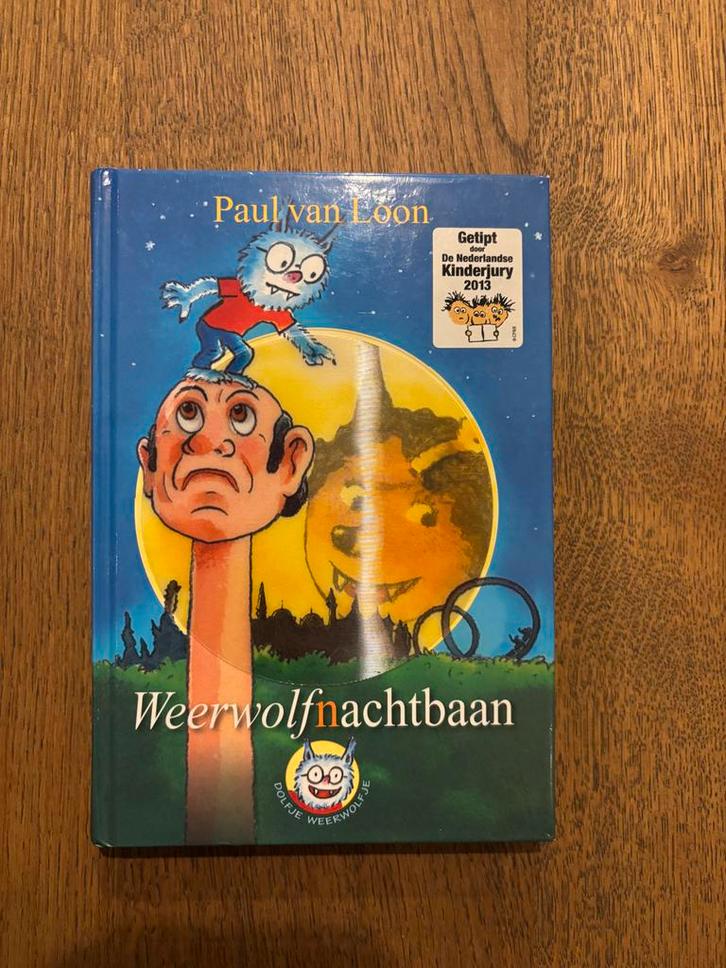 Paul van Loon
Getipt
door
De Nederlandse
Kinderjury
2013
Weerwolfnachtbaan
DOLFJE WEERWOLFJE